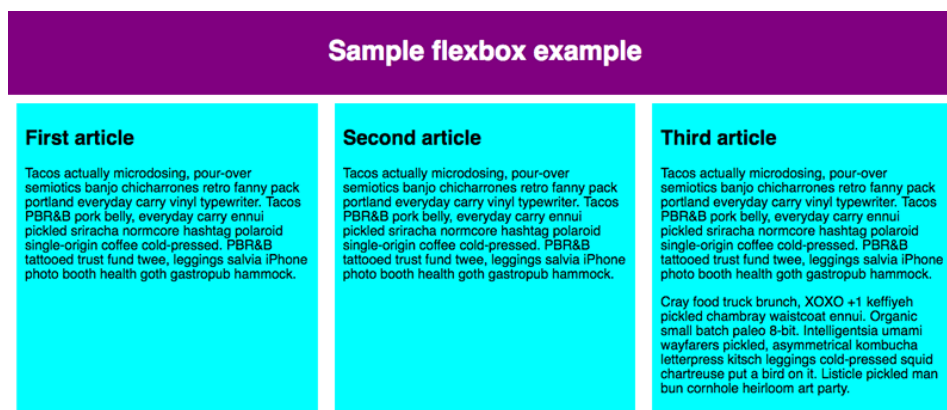 Sample flexbox example
First article
Tacos actually microdosing, pour-over
semiotics banjo chicharrones retro fanny pack
portland everyday carry vinyl typewriter. Tacos
PBR&B pork belly, everyday carry ennui
pickled sriracha normcore hashtag polaroid
single-origin coffee cold-pressed. PBR&B
tattooed trust fund twee, leggings salvia iPhone
photo booth health goth gastropub hammock.
Second article
Tacos actually microdosing, pour-over
semiotics banjo chicharrones retro fanny pack
portland everyday carry vinyl typewriter. Tacos
PBR&B pork belly, everyday carry ennui
pickled sriracha normcore hashtag polaroid
single-origin coffee cold-pressed. PBR&B
tattooed trust fund twee, leggings salvia iPhone
photo booth health goth gastropub hammock.
Third article
Tacos actually microdosing, pour-over
semiotics banjo chicharrones retro fanny pack
portland everyday carry vinyl typewriter. Tacos
PBR&B pork belly, everyday carry ennui
pickled sriracha normcore hashtag polaroid
single-origin coffee cold-pressed. PBR&B
tattooed trust fund twee, leggings salvia iPhone
photo booth health goth gastropub hammock.
Cray food truck brunch, XOXO +1 keffiyeh
pickled chambray waistcoat ennui. Organic
small batch paleo 8-bit. Intelligentsia umami
wayfarers pickled, asymmetrical kombucha
letterpress kitsch leggings cold-pressed squid
chartreuse put a bird on it. Listicle pickled man
bun cornhole heirloom art party.